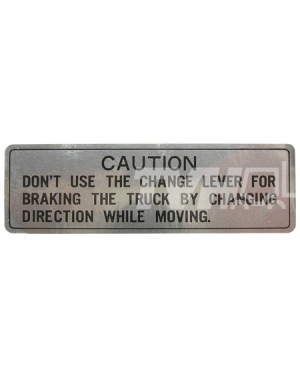 CAUTION
DON'T USE THE CHANGE LEVER FOR
BRAKING THE TRUCK BY CHANGING
DIRECTION WHILE MOVING.